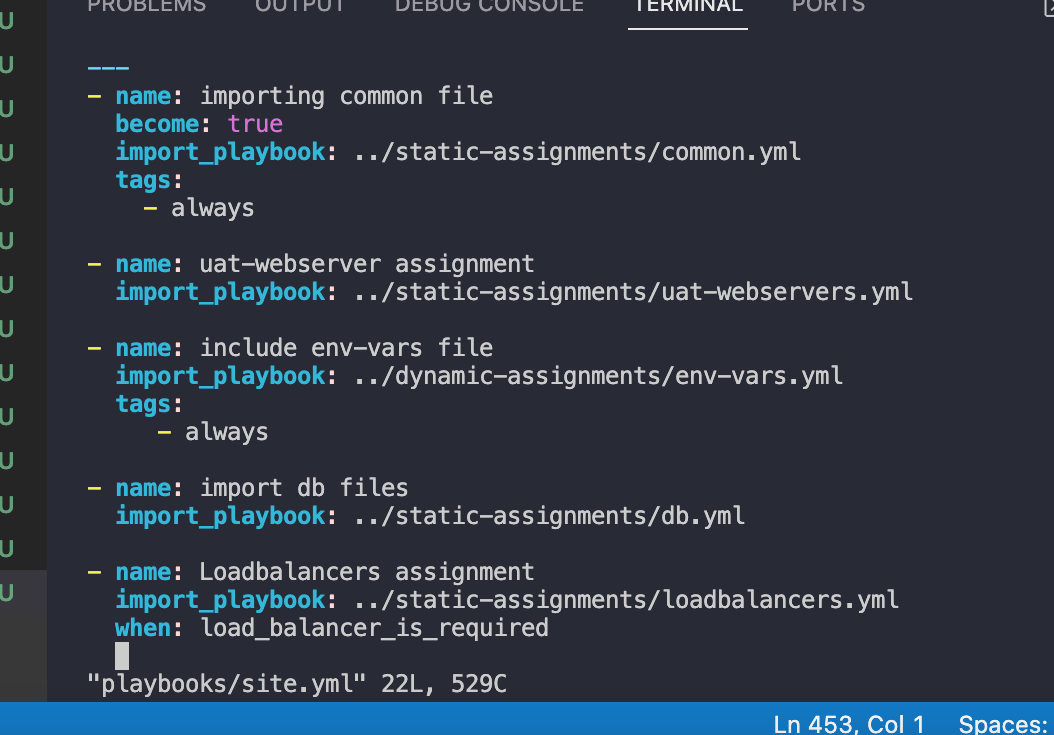 PROBLEMS OUTPUT DEBUG CONSOLE TERMINAL PORTS
U
U
---
U
- name: importing common file
become: true
U
import_playbook: ../static-assignments/common.yml
tags:
U
- always
U
- name: uat-webserver assignment
U
import_playbook: ../static-assignments/uat-webservers.yml
U
- name: include env-vars file
U
import_playbook: ../dynamic-assignments/env-vars.yml
tags:
U
- always
U
- name: import db files
U
import_playbook: ../static-assignments/db.yml
U
- name: Loadbalancers assignment
U
import_playbook: ../static-assignments/loadbalancers.yml
when: load_balancer_is_required
"playbooks/site.yml" 22L, 529C
Ln 453, Col 1 Spaces: